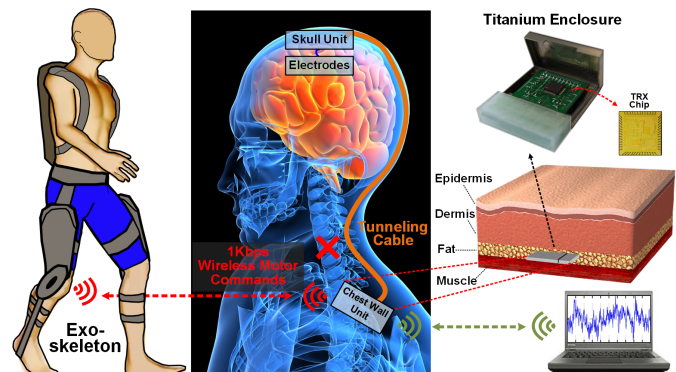 Titanium Enclosure
Skull Unit
Electrodes
TRX
Chip
Epidermis
Dermis
Fat
Muscle
Tunneling
Cable
1Kbps
Wireless Motor
Commands
Chest Wall
Unit
Exo-
skeleton